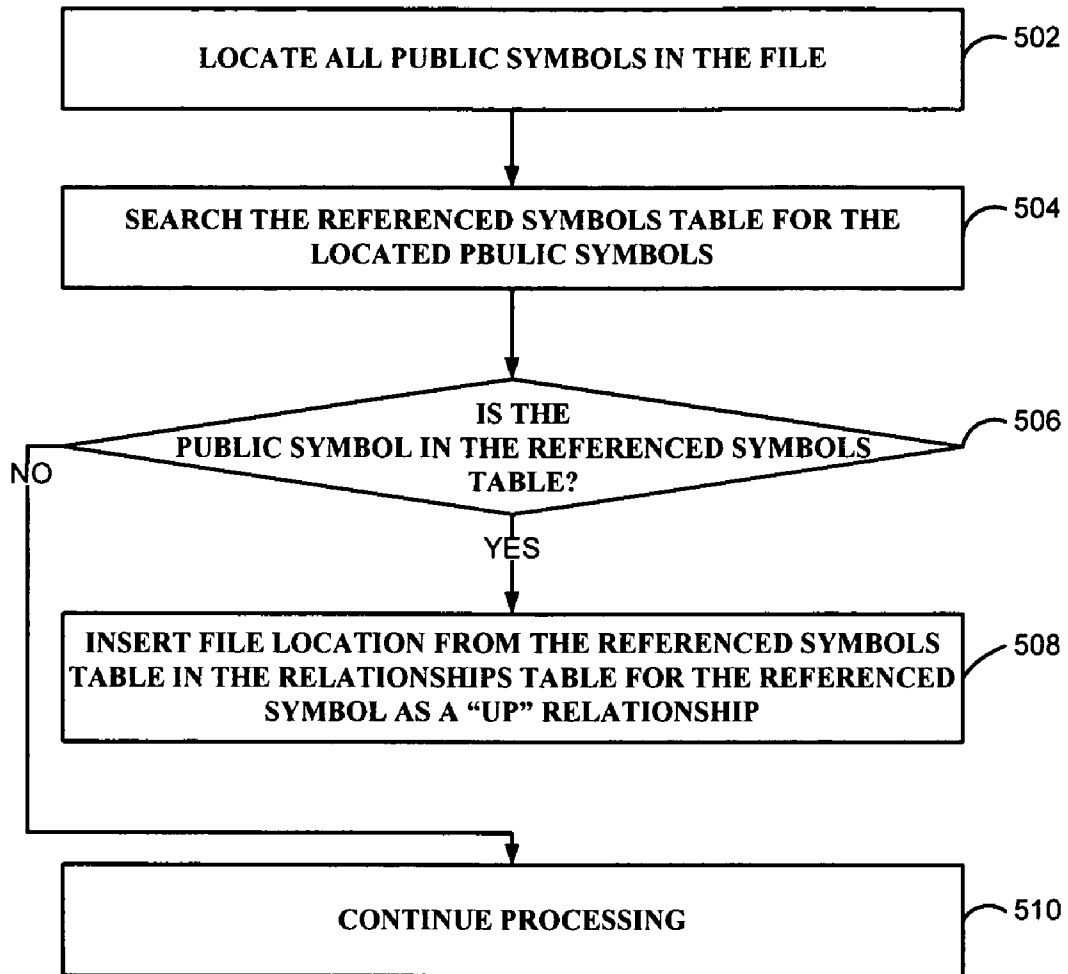 LOCATE ALL PUBLIC SYMBOLS IN THE FILE
502
SEARCH THE REFERENCED SYMBOLS TABLE FOR THE
LOCATED PBULIC SYMBOLS
504
IS THE
PUBLIC SYMBOL IN THE REFERENCED SYMBOLS
TABLE?
506
NO
YES
INSERT FILE LOCATION FROM THE REFERENCED SYMBOLS
TABLE IN THE RELATIONSHIPS TABLE FOR THE REFERENCED
SYMBOL AS A “UP” RELATIONSHIP
508
CONTINUE PROCESSING
510